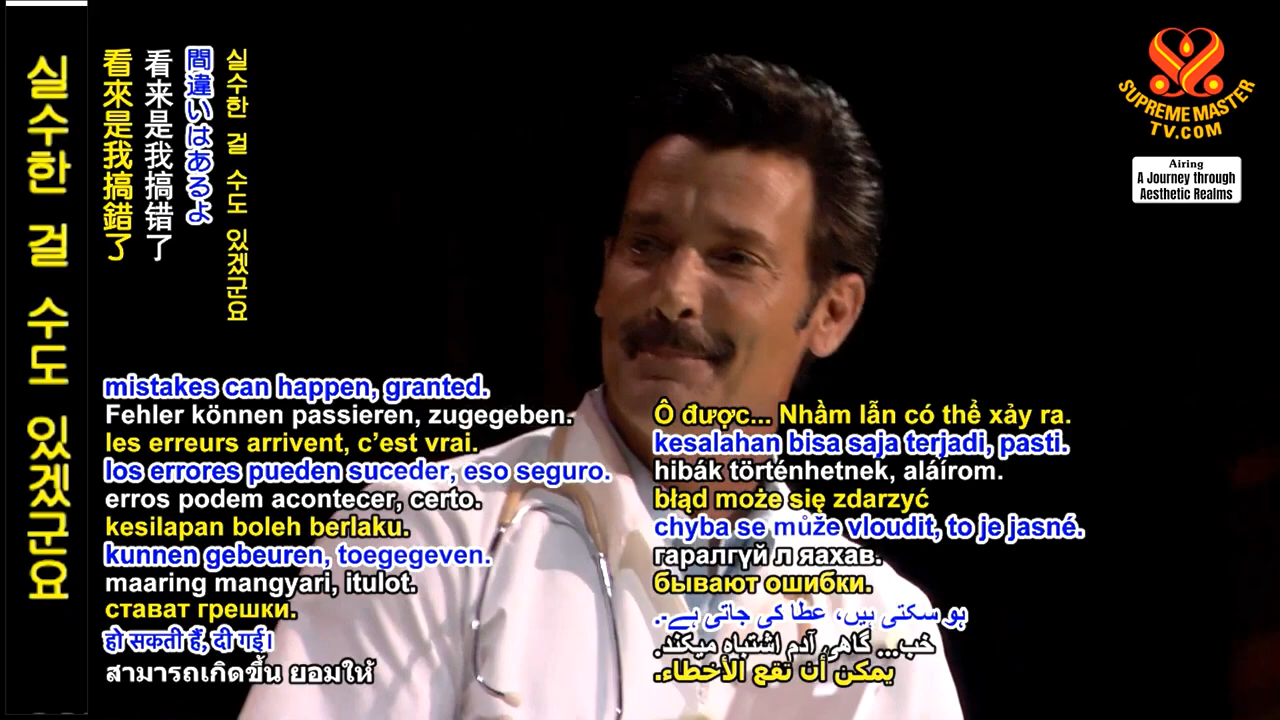 실수한 걸 수도 있겠군요
看來是我搞錯了
看来是我搞错了
間違いはあるよ
실수한 걸 수도 있겠군요
SUPREME MASTER
TV.COM
Airing
A Journey through
Aesthetic Realms
mistakes can happen, granted.
Fehler können passieren, zugegeben.
les erreurs arrivent, c’est vrai.
los errores pueden suceder, eso seguro.
erros podem acontecer, certo.
kesilapan boleh berlaku.
kunnen gebeuren, toegegeven.
maaring mangyari, itulot.
стават грешки.
हो सकती हैं, दी गई।
สามารถเกิดขึ้น ยอมให้
Ô được... Nhầm lẫn có thể xảy ra.
kesalahan bisa saja terjadi, pasti.
hibák történhetnek, aláírom.
błąd może się zdarzyć
chyba se může vloudit, to je jasné.
гаралгүй л яахав.
бывают ошибки.
ہو سکتی ہیں، عطا کی جاتی ہے-.
خب... گاهی آدم اشتباه میکند.
يمكن أن تقع الأخطاء.